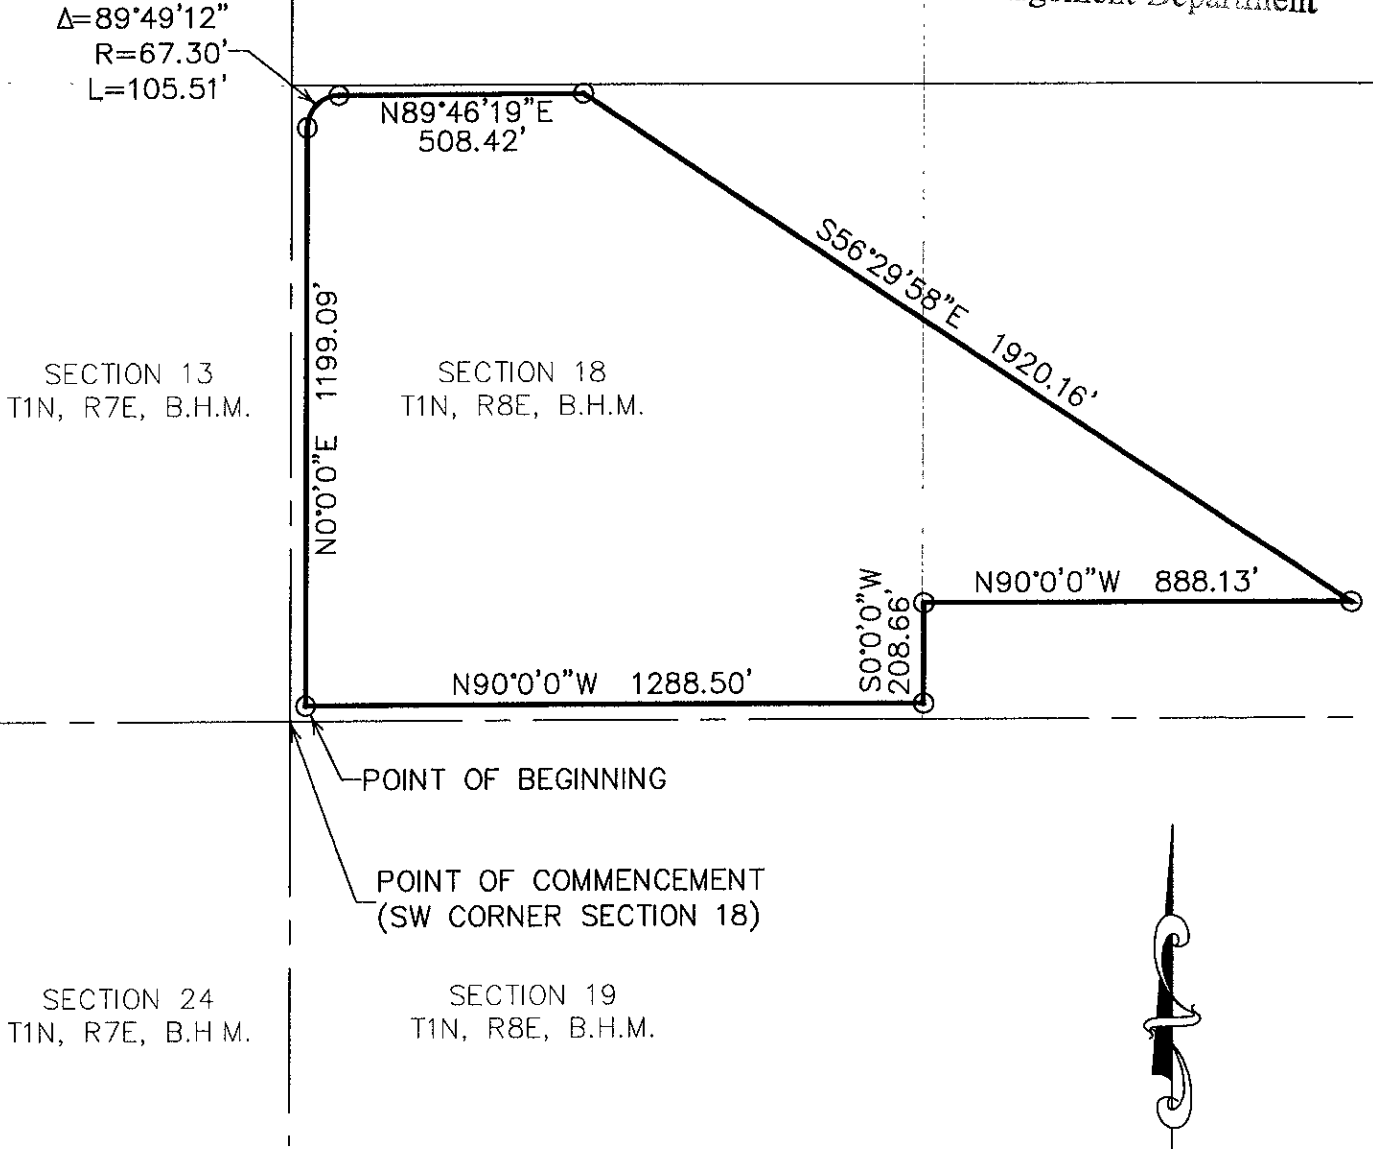 Department
Δ=89°49'12"
R=67.30'
L=105.51'
N89°46'19"E
508.42'
S56°29'58"E 1920.16'
N0°0'0"E 1199.09'
SECTION 13
T1N, R7E, B.H.M.
SECTION 18
T1N, R8E, B.H.M.
N90°0'0"W 888.13'
S0°0'0"W
208.66'
N90°0'0"W 1288.50'
POINT OF BEGINNING
POINT OF COMMENCEMENT
(SW CORNER SECTION 18)
SECTION 24
T1N, R7E, B.H M.
SECTION 19
T1N, R8E, B.H.M.